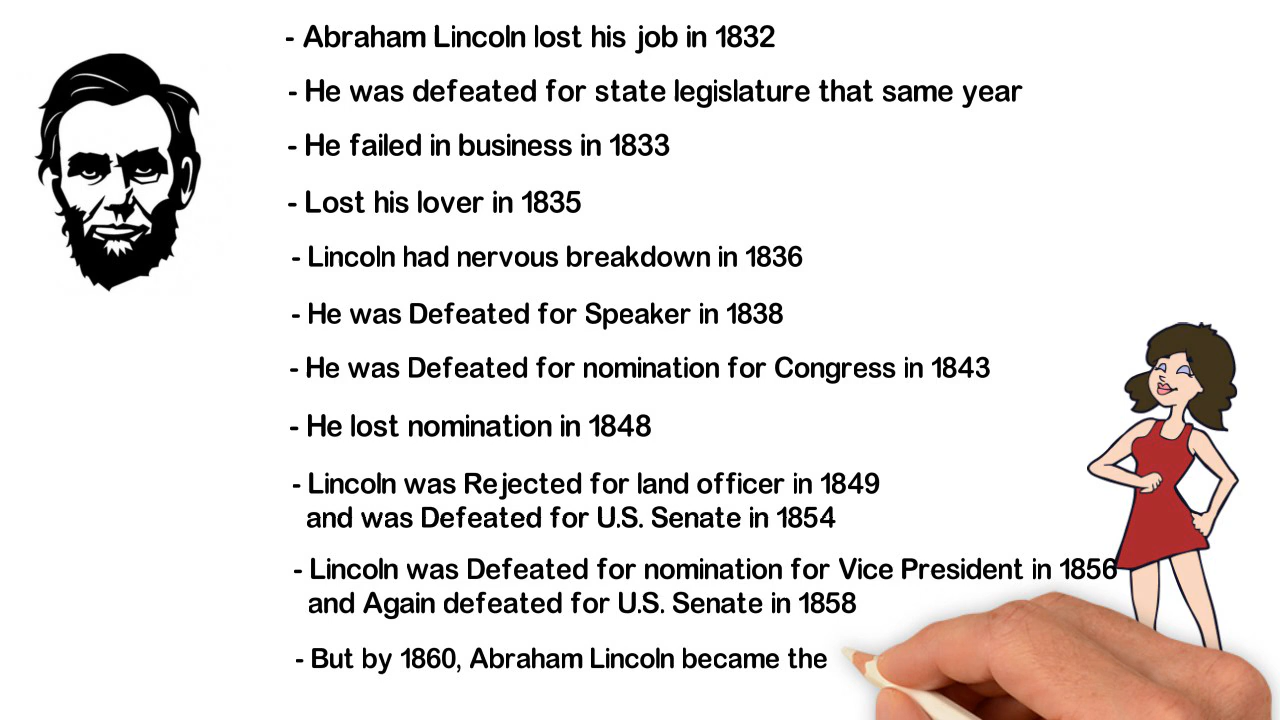 - Abraham Lincoln lost his job in 1832
- He was defeated for state legislature that same year
- He failed in business in 1833
- Lost his lover in 1835
- Lincoln had nervous breakdown in 1836
- He was Defeated for Speaker in 1838
- He was Defeated for nomination for Congress in 1843
- He lost nomination in 1848
- Lincoln was Rejected for land officer in 1849
and was Defeated for U.S. Senate in 1854
- Lincoln was Defeated for nomination for Vice President in 1856
and Again defeated for U.S. Senate in 1858
- But by 1860, Abraham Lincoln became the